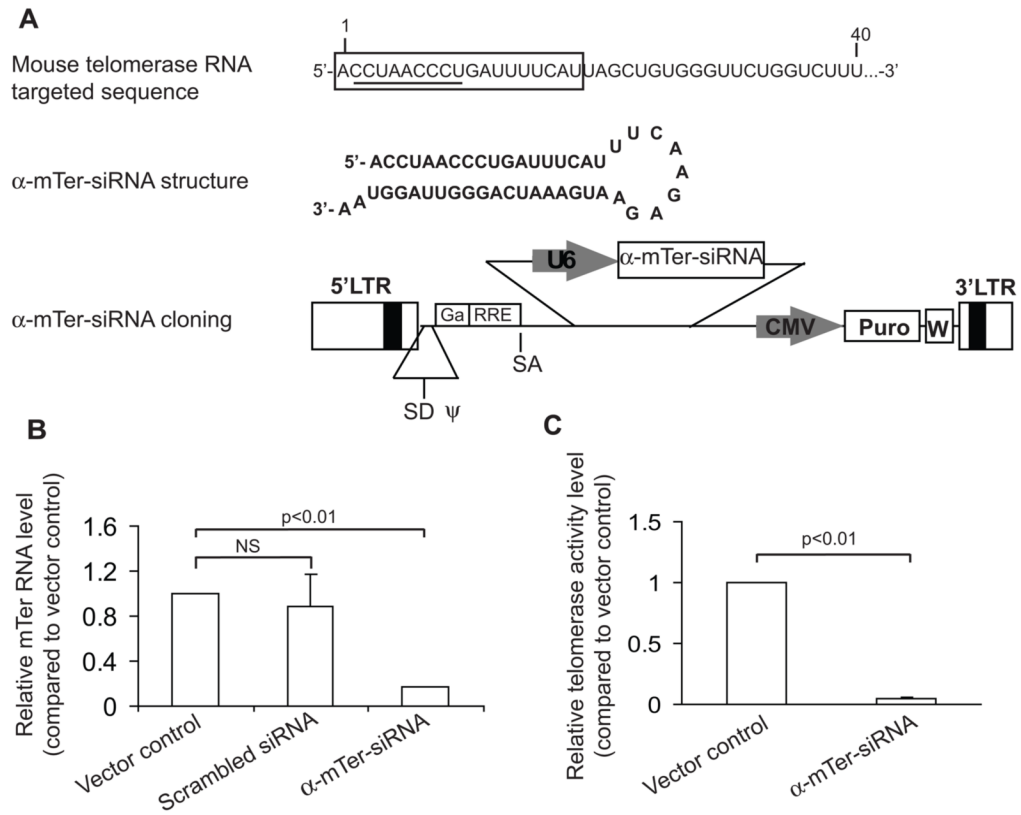 A
1
40
Mouse telomerase RNA
targeted sequence
5'- ACCUAACCCUGAUUUUCAUUAGCUGUGGGUUCUGGUCUUU...-3'
α-mTer-siRNA structure
5'- ACCUAACCCUGAUUUCAU
U U C A A G A G A
3'- A A UGGAUUGGGACUAAAGUA
α-mTer-siRNA cloning
U6
α-mTer-siRNA
5'LTR
Ga RRE
CMV
Puro
W
3'LTR
SA
SD ψ
B
Relative mTer RNA level
(compared to vector control)
1.6
1.2
0.8
0.4
0
p<0.01
NS
Vector control
Scrambled siRNA
α-mTer-siRNA
C
Relative telomerase activity level
(compared to vector control)
1.5
1
0.5
0
p<0.01
Vector control
α-mTer-siRNA